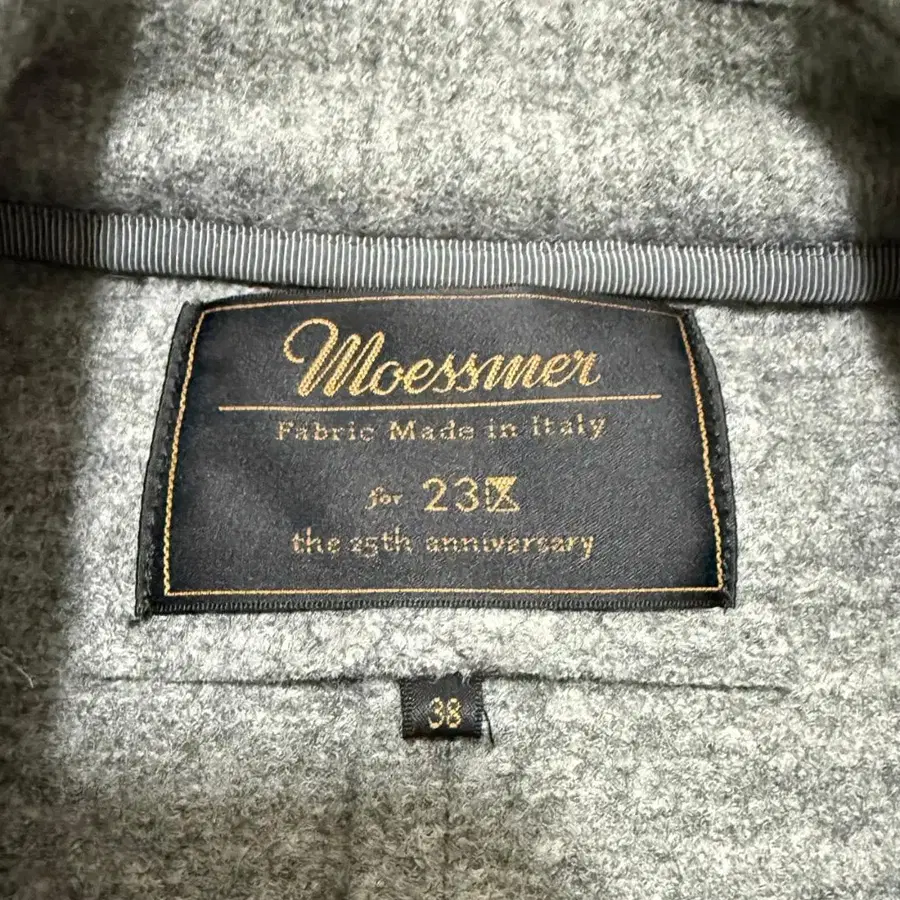 Moessmer
Fabric Made in Italy
for 23区
the 25th anniversary
38